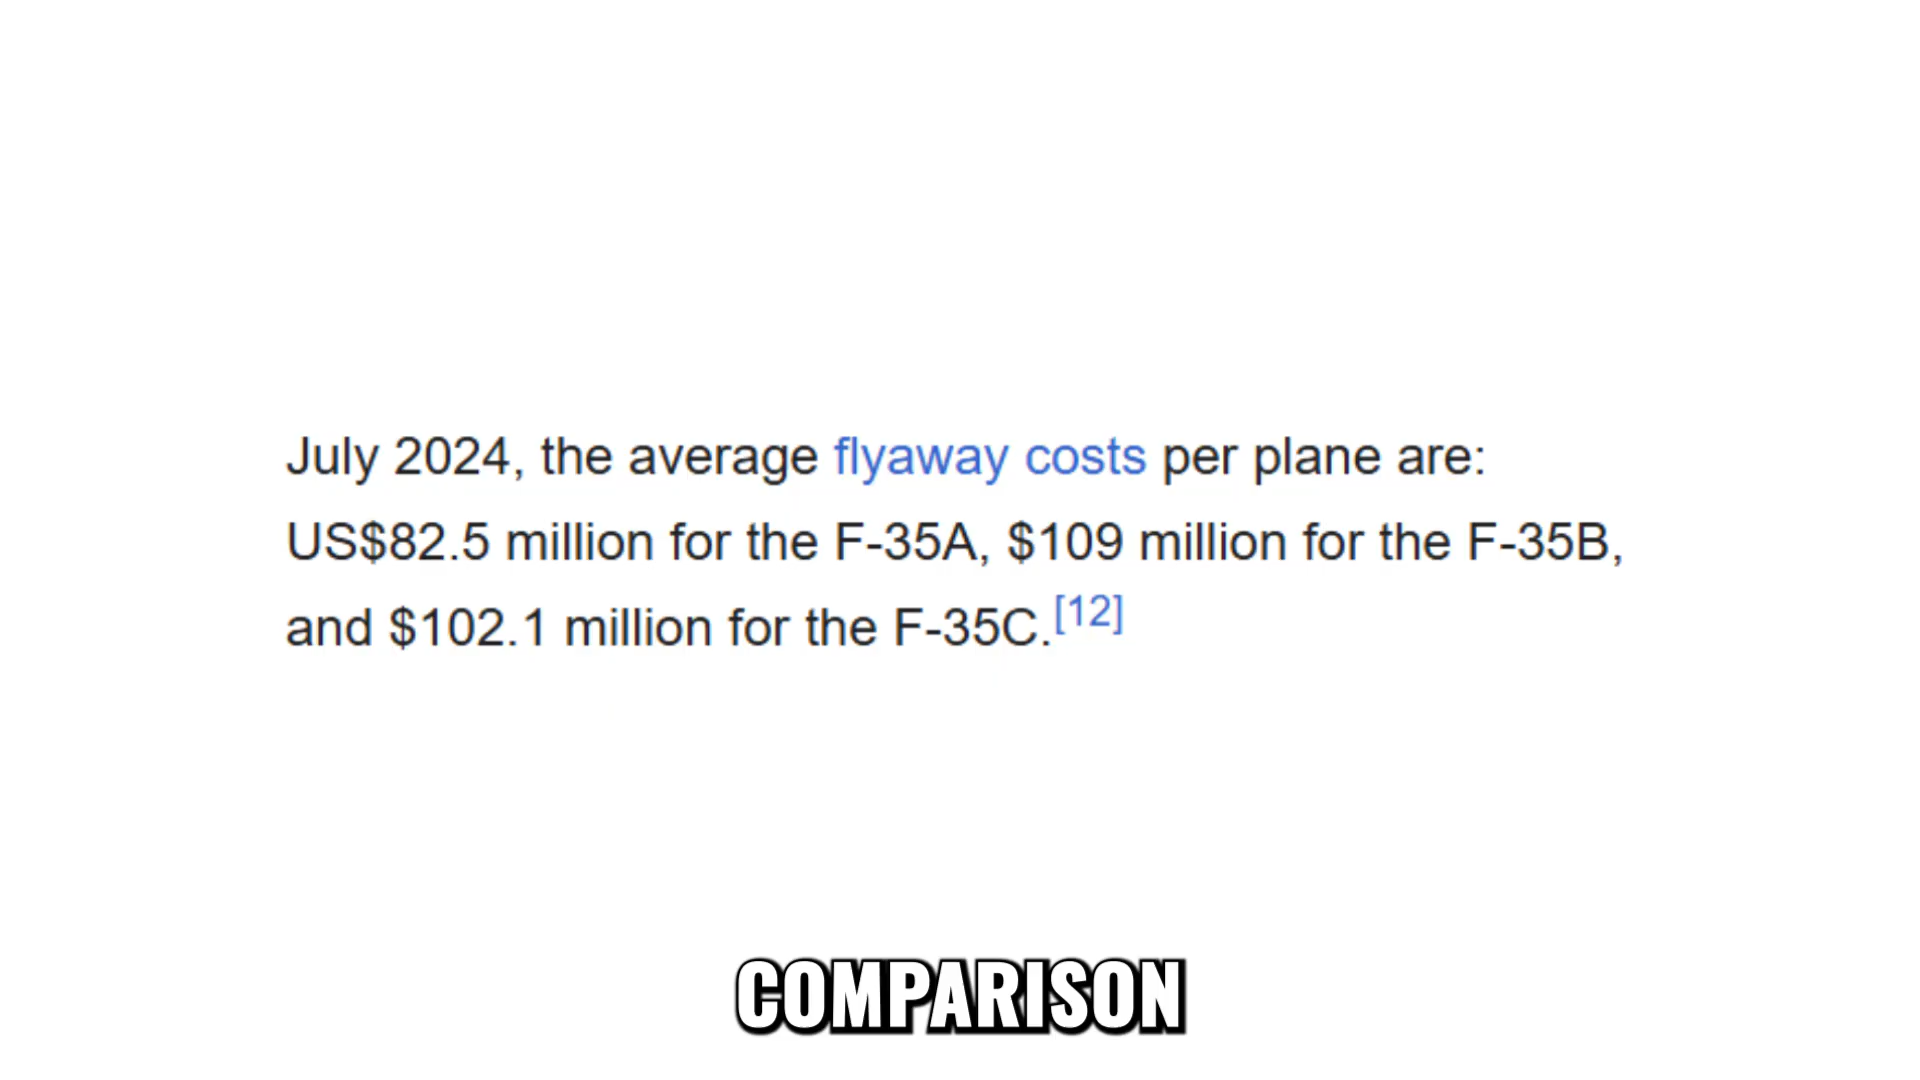 July 2024, the average flyaway costs per plane are:
US$82.5 million for the F-35A, $109 million for the F-35B,
and $102.1 million for the F-35C.[12]
COMPARISON